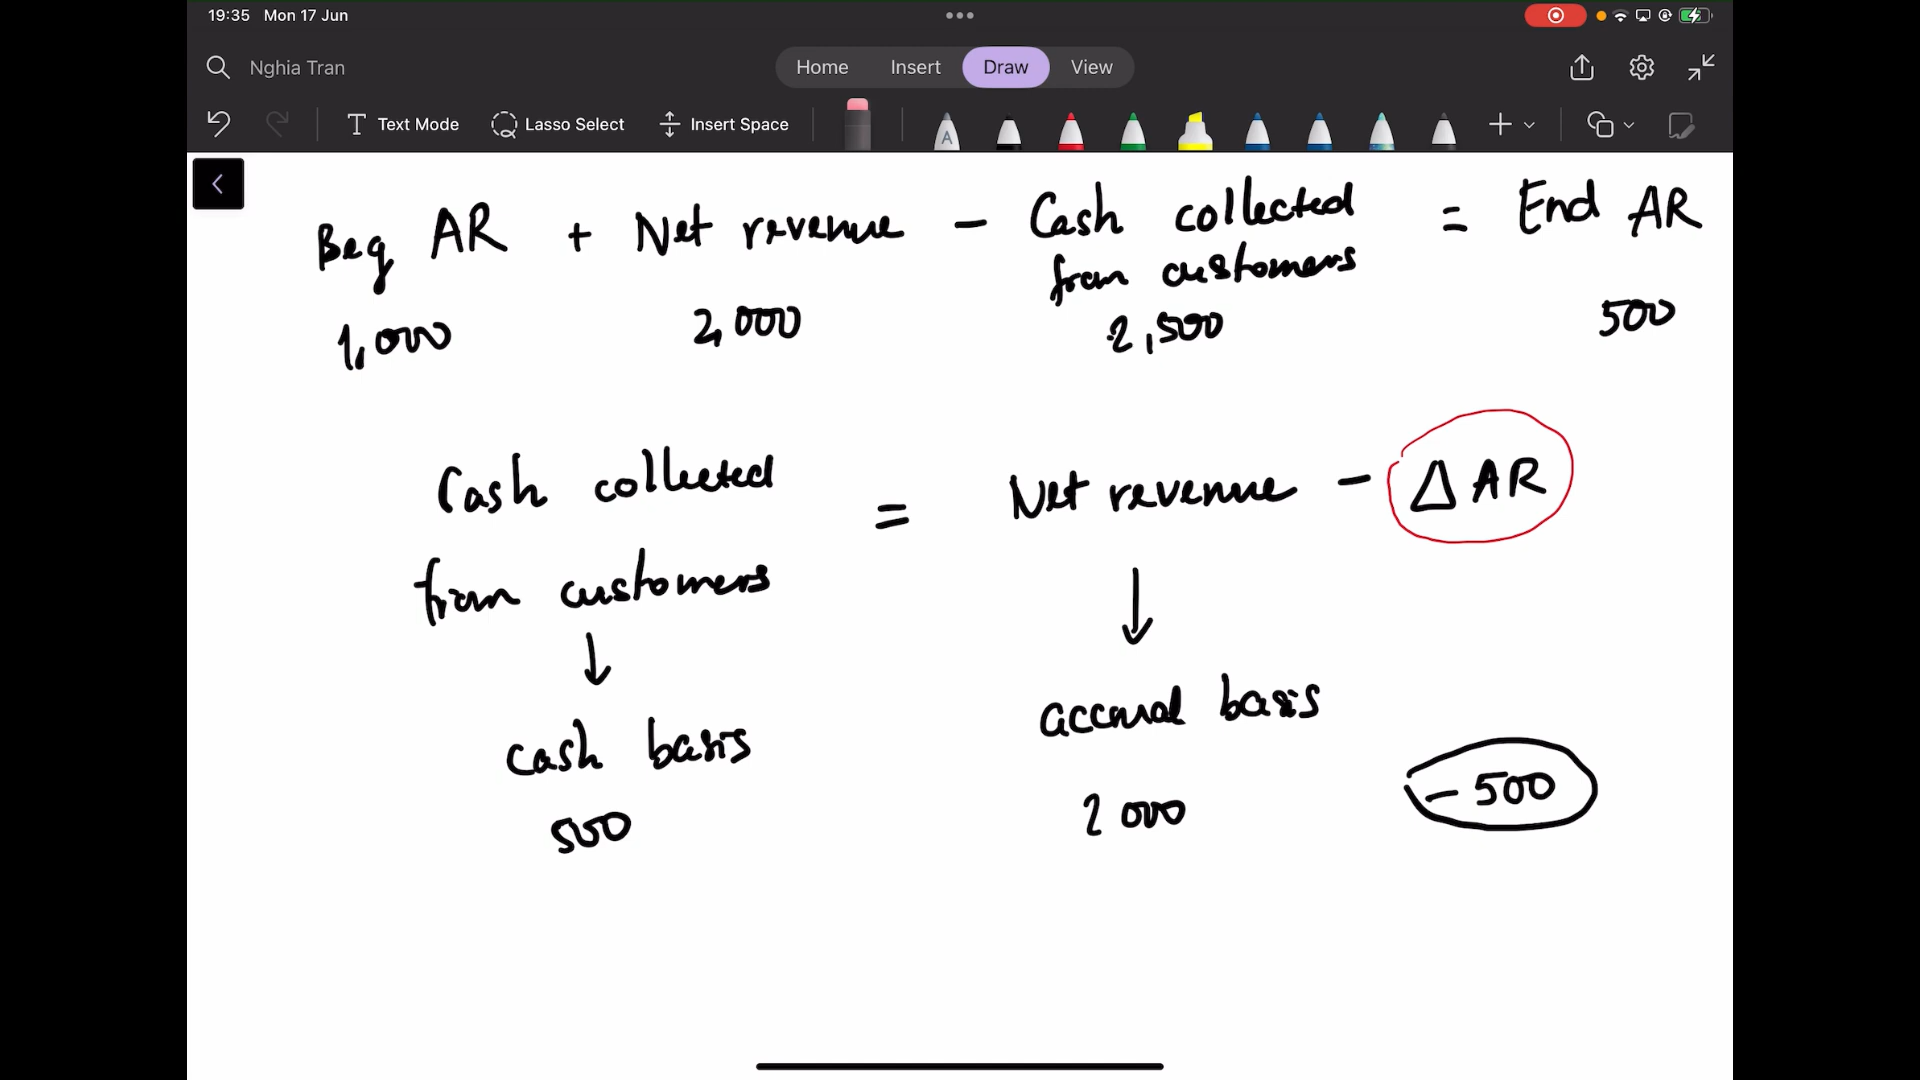 19:35 Mon 17 Jun
Nghia Tran
Home Insert Draw View
Text Mode Lasso Select Insert Space A
Beg AR + Net revenue - Cash collected from customers = End AR
1,000 2,000 2,500 500
Cash collected = Net revenue - Δ AR
from customers
↓ ↓
cash basis accrual basis
500 2 000 - 500